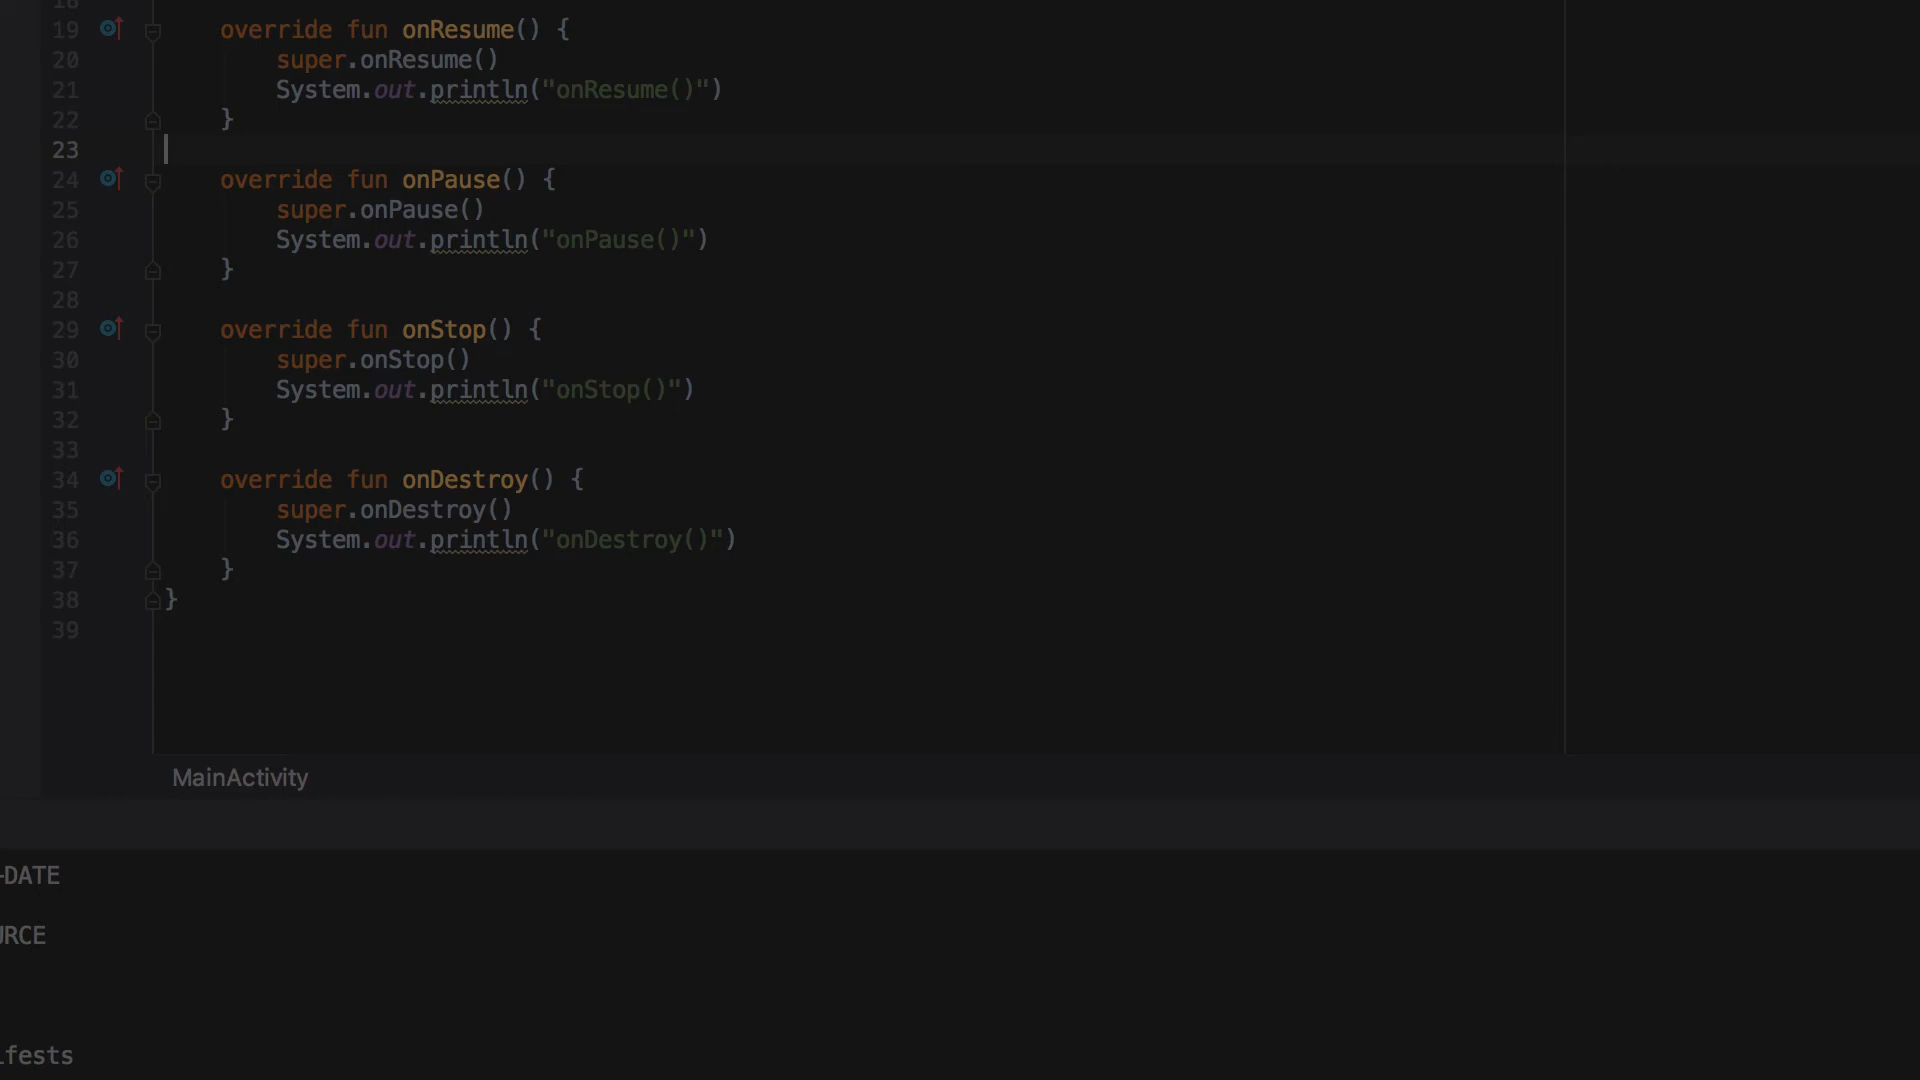 18
19 override fun onResume() {
20 super.onResume()
21 System.out.println("onResume()")
22 }
23
24 override fun onPause() {
25 super.onPause()
26 System.out.println("onPause()")
27 }
28
29 override fun onStop() {
30 super.onStop()
31 System.out.println("onStop()")
32 }
33
34 override fun onDestroy() {
35 super.onDestroy()
36 System.out.println("onDestroy()")
37 }
38 }
39
MainActivity
-DATE
URCE
ifests